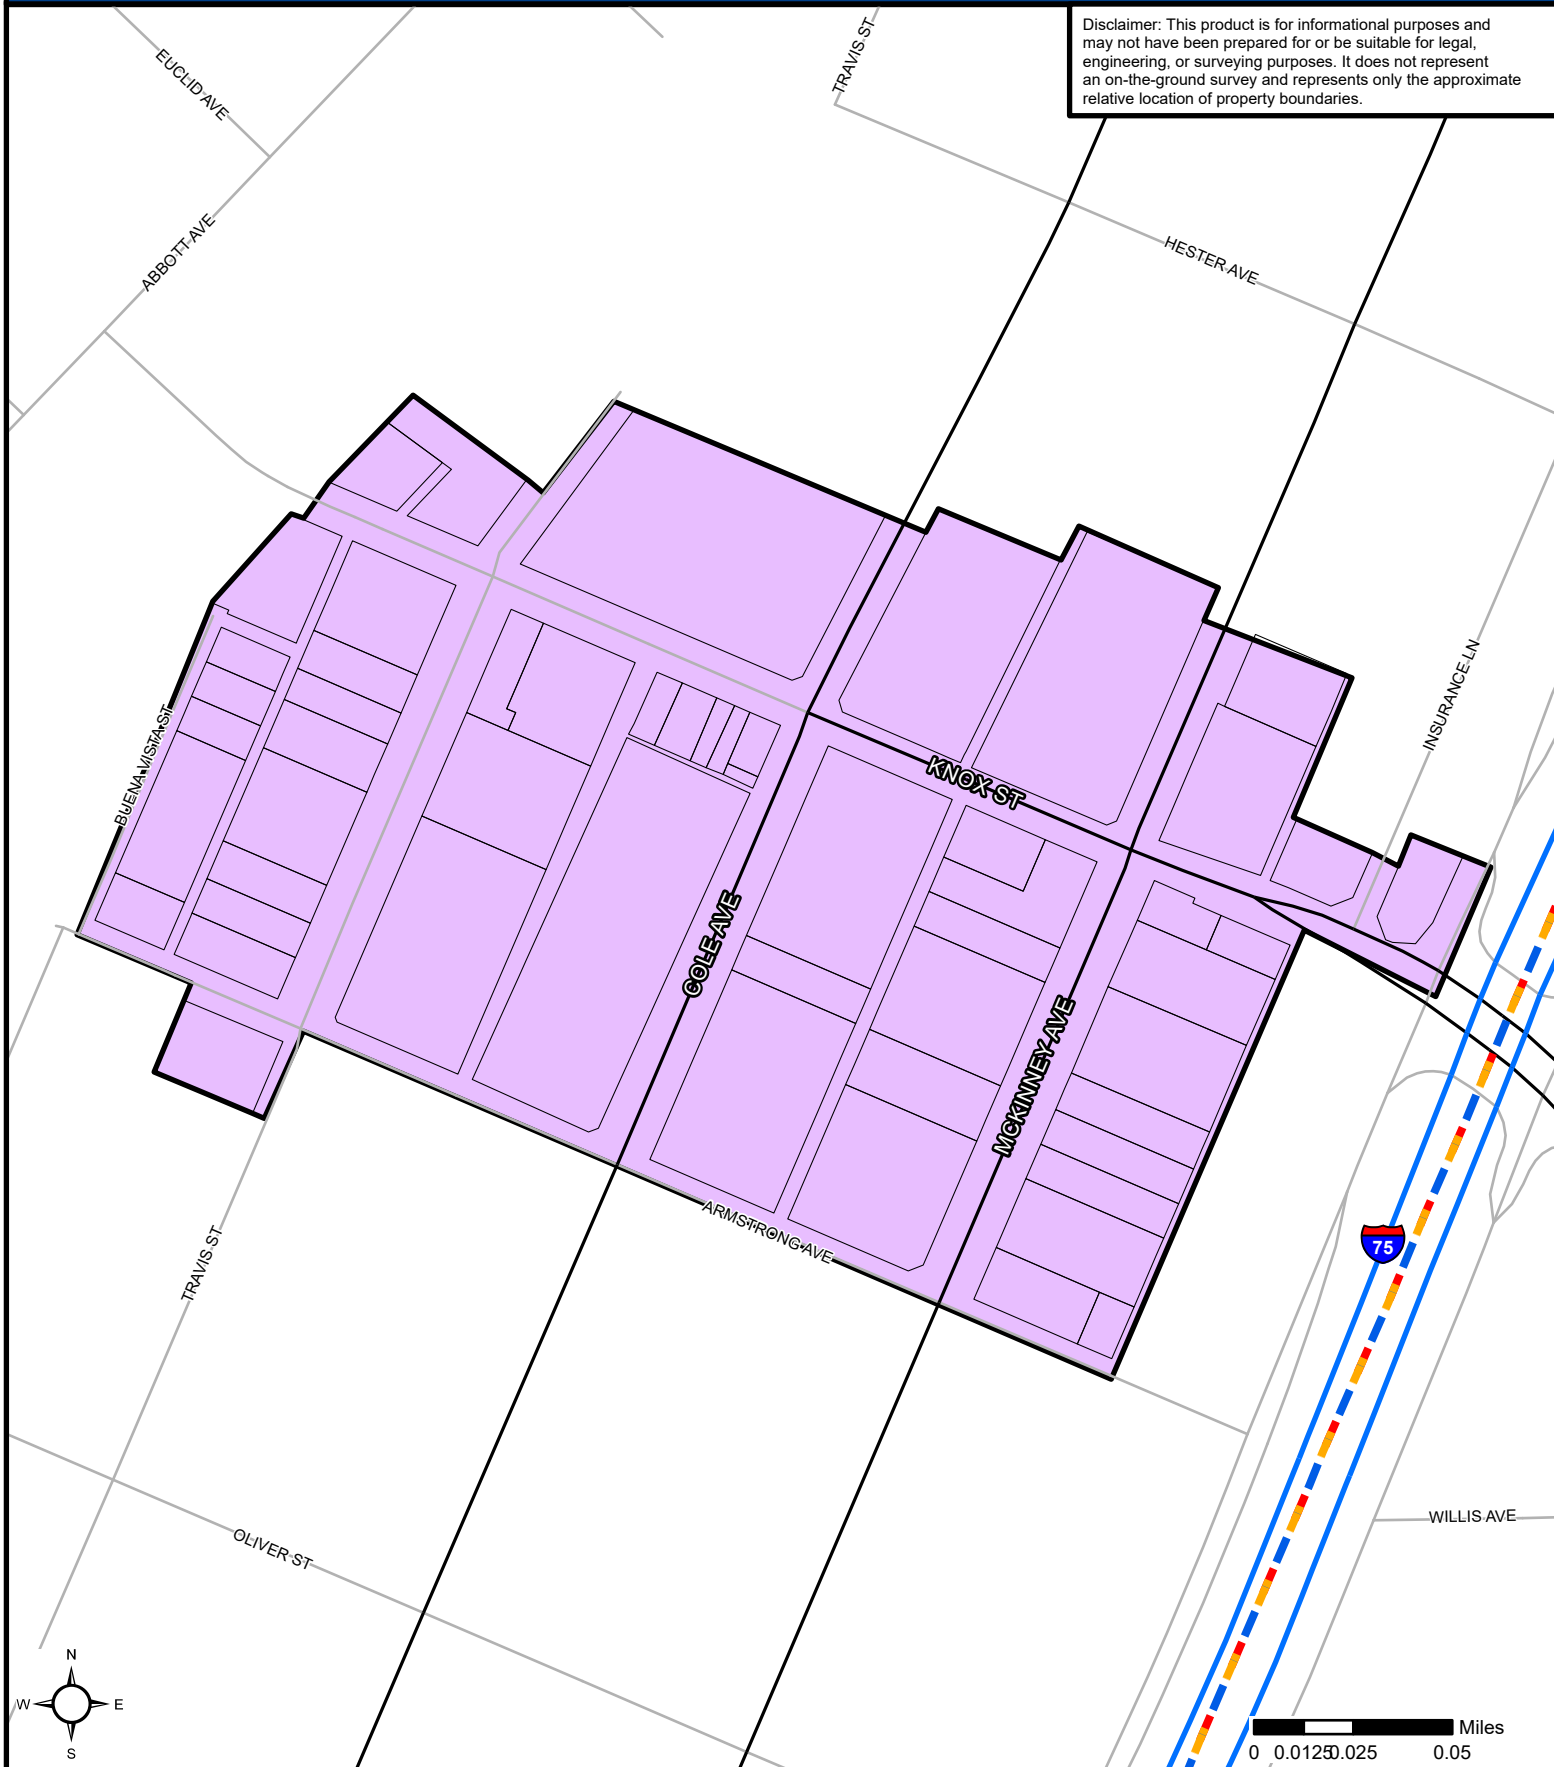 Disclaimer: This product is for informational purposes and
may not have been prepared for or be suitable for legal,
engineering, or surveying purposes. It does not represent
an on-the-ground survey and represents only the approximate
relative location of property boundaries.
TRAVIS ST
EUCLID AVE
ABBOTT AVE
HESTER AVE
INSURANCE LN
BUENA VISTA ST
KNOX ST
COLE AVE
MCKINNEY AVE
ARMSTRONG AVE
TRAVIS ST
75
WILLIS AVE
OLIVER ST
N
W E
S
Miles
0 0.0125 0.025 0.05